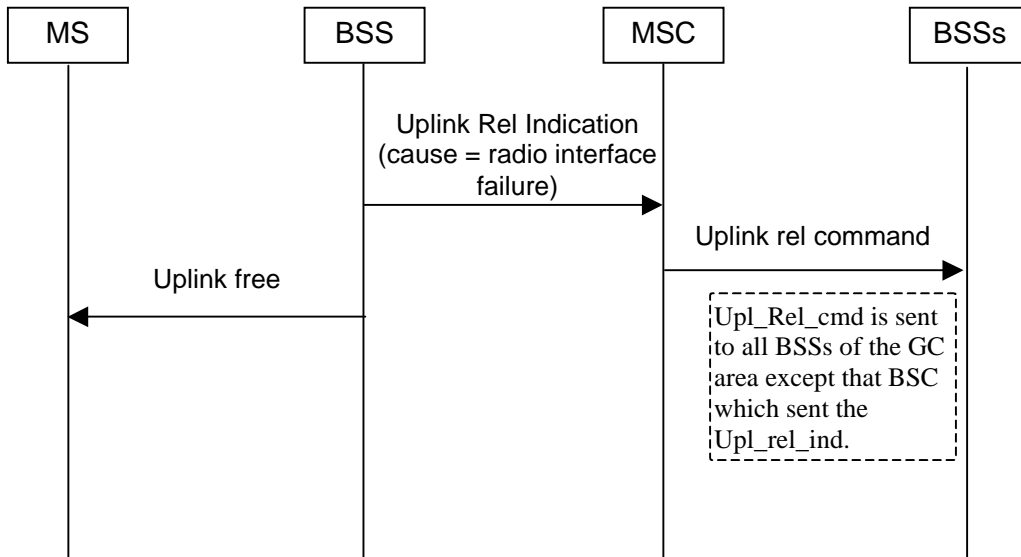 MS
BSS
MSC
BSSs
Uplink Rel Indication
(cause = radio interface
failure)
Uplink rel command
Uplink free
Upl_Rel_cmd is sent
to all BSSs of the GC
area except that BSC
which sent the
Upl_rel_ind.